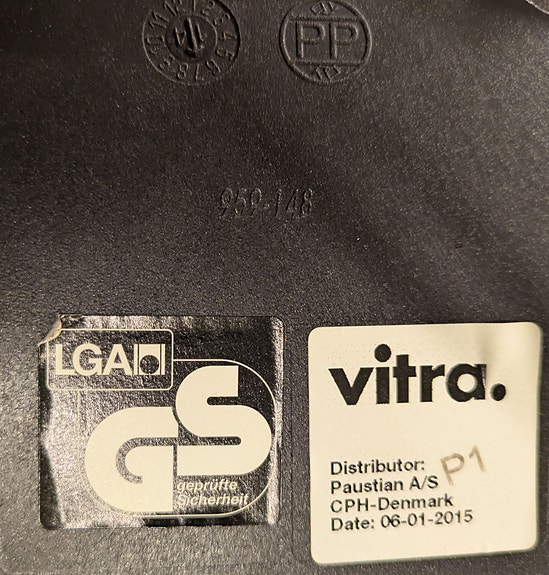 PP
959-148
LGA
GS
geprüfte
Sicherheit
vitra.
Distributor:
Paustian A/S
CPH-Denmark
Date: 06-01-2015
P1